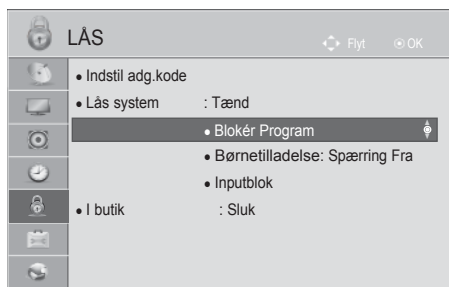 LÅS Flyt OK
• Indstil adg.kode
• Lås system : Tænd
• Blokér Program
• Børnetilladelse: Spærring Fra
• Inputblok
• I butik : Sluk